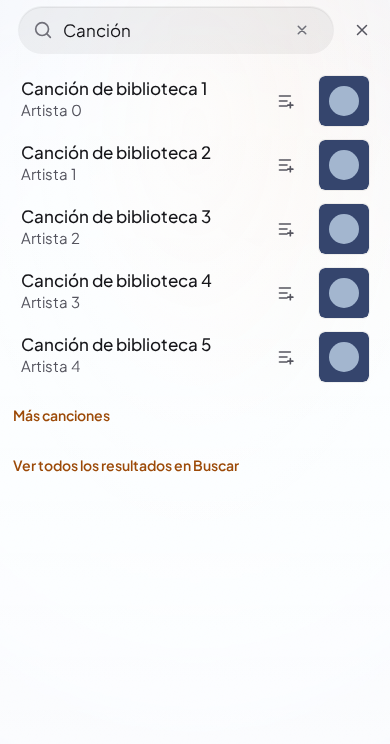 Canción
Canción de biblioteca 1
Artista 0
Canción de biblioteca 2
Artista 1
Canción de biblioteca 3
Artista 2
Canción de biblioteca 4
Artista 3
Canción de biblioteca 5
Artista 4
Más canciones
Ver todos los resultados en Buscar